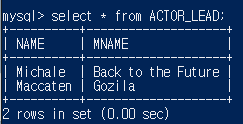 mysql> select * from ACTOR_LEAD;
+----------+--------------------+
| NAME     | MNAME              |
+----------+--------------------+
| Michale  | Back to the Future |
| Maccaten | Gozila             |
+----------+--------------------+
2 rows in set (0.00 sec)